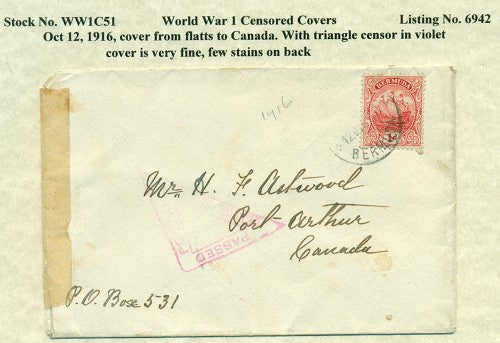 Stock No. WW1C51 World War 1 Censored Covers Listing No. 6942
Oct 12, 1916, cover from flatts to Canada. With triangle censor in violet
cover is very fine, few stains on back
1916
BERMUDA
1d
Mr. H. F. Astwood
Port-Arthur
Canada
PASSED
P.O. Box 531